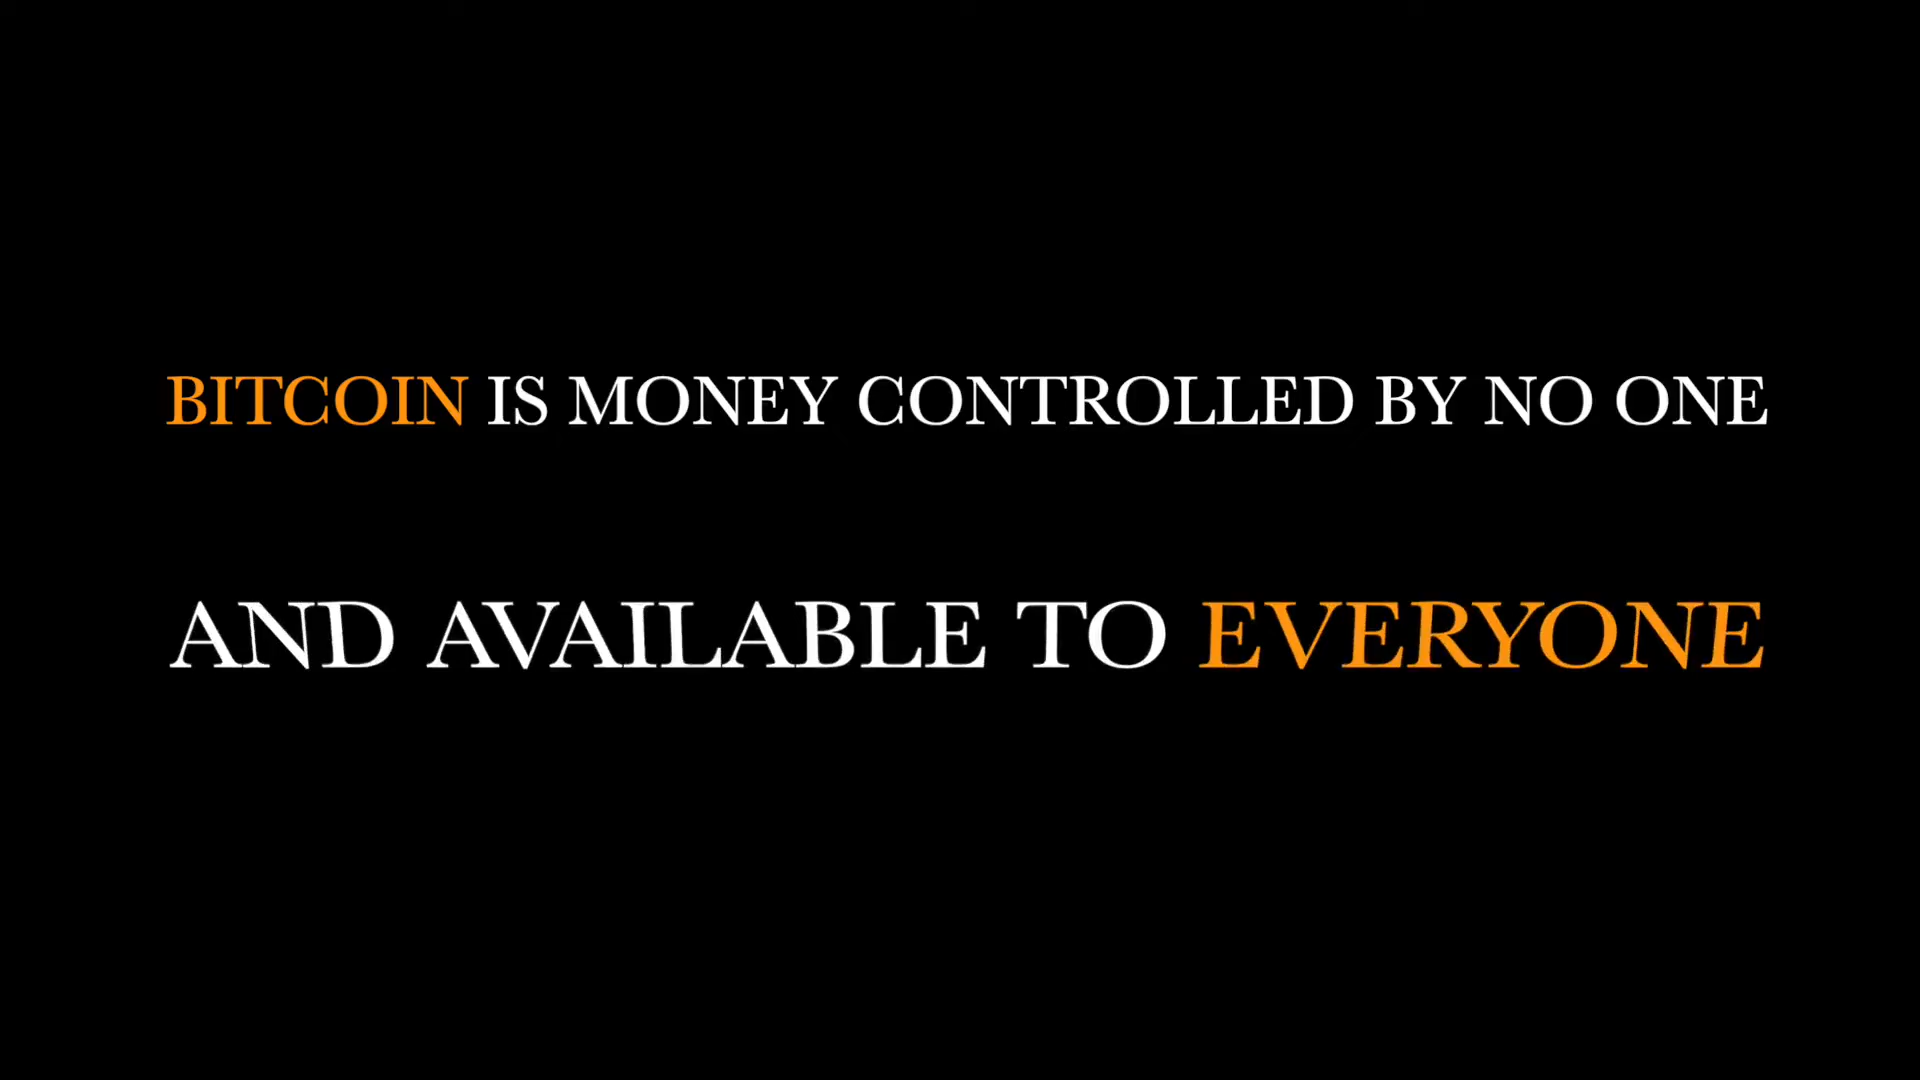 BITCOIN IS MONEY CONTROLLED BY NO ONE
AND AVAILABLE TO EVERYONE